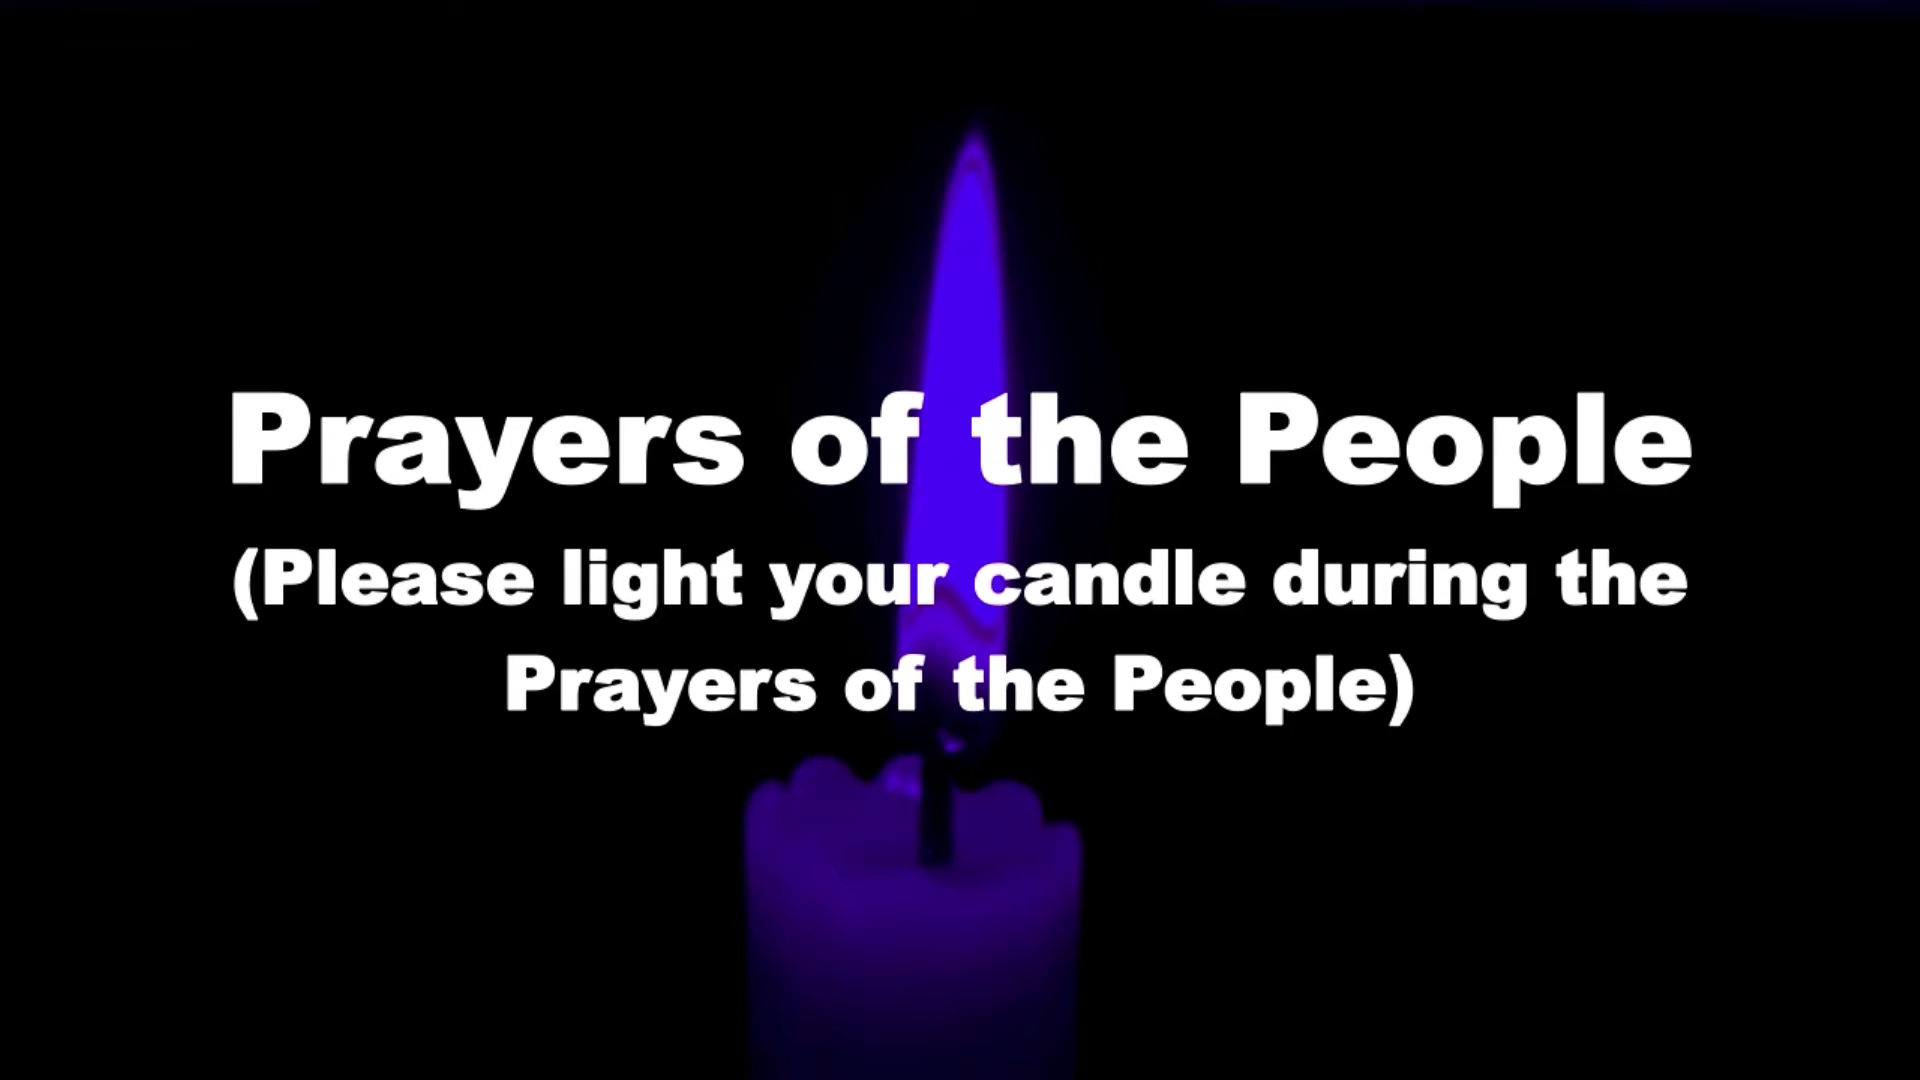 Prayers of the People
(Please light your candle during the
Prayers of the People)